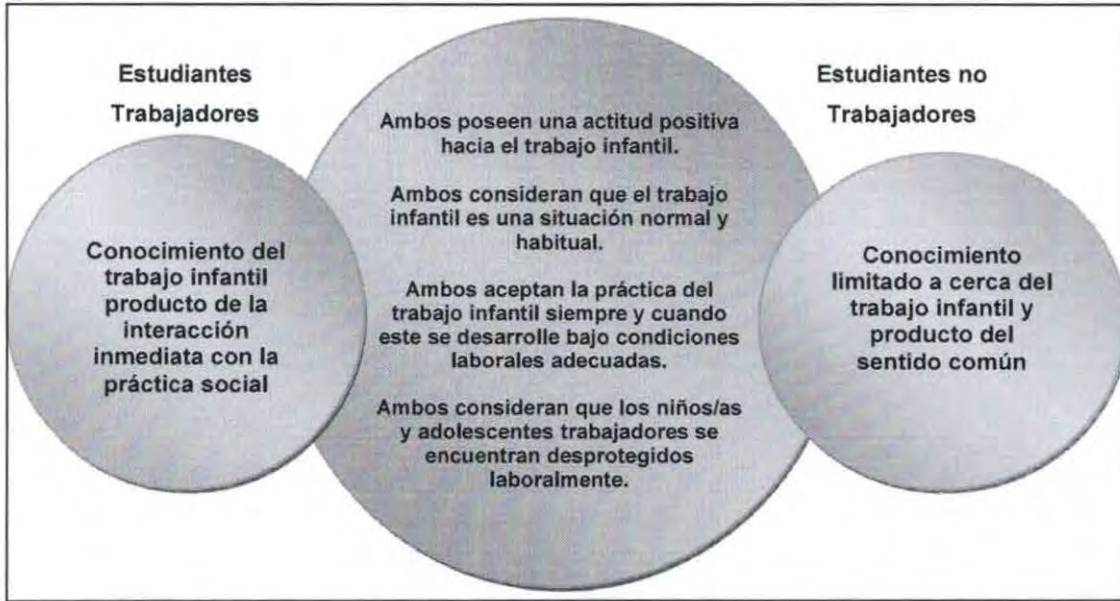 Estudiantes
Trabajadores
Conocimiento del
trabajo infantil
producto de la
interacción
inmediata con la
práctica social
Ambos poseen una actitud positiva
hacia el trabajo infantil.
Ambos consideran que el trabajo
infantil es una situación normal y
habitual.
Ambos aceptan la práctica del
trabajo infantil siempre y cuando
este se desarrolle bajo condiciones
laborales adecuadas.
Ambos consideran que los niños/as
y adolescentes trabajadores se
encuentran desprotegidos
laboralmente.
Estudiantes no
Trabajadores
Conocimiento
limitado a cerca del
trabajo infantil y
producto del
sentido común